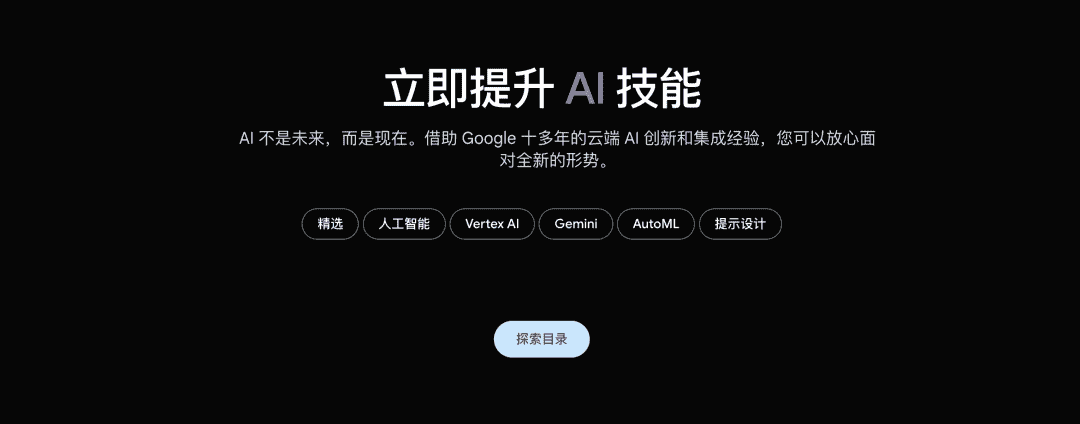 立即提升 AI 技能
AI 不是未来，而是现在。借助 Google 十多年的云端 AI 创新和集成经验，您可以放心面
对全新的形势。
精选 人工智能 Vertex AI Gemini AutoML 提示设计
探索目录